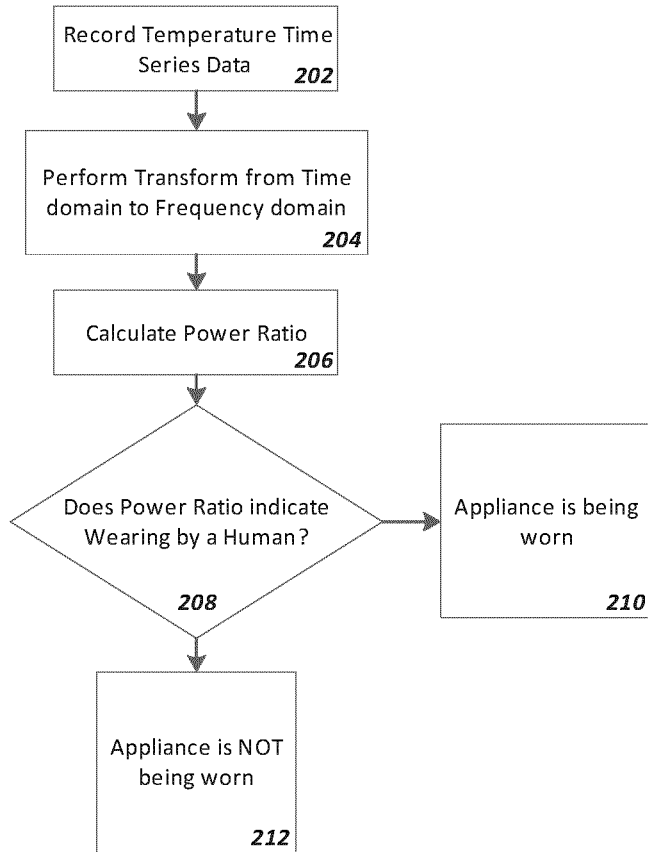 Record Temperature Time
Series Data
202
Perform Transform from Time
domain to Frequency domain
204
Calculate Power Ratio
206
Does Power Ratio indicate
Wearing by a Human?
208
Appliance is being
worn
210
Appliance is NOT
being worn
212